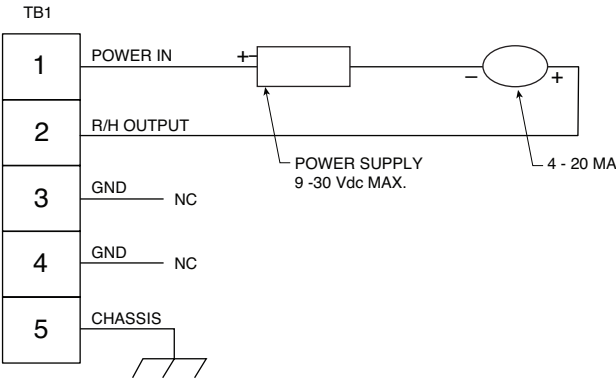 TB1
1 POWER IN +- - +
2 R/H OUTPUT
POWER SUPPLY
9 -30 Vdc MAX.
4 - 20 MA
3 GND NC
4 GND NC
5 CHASSIS